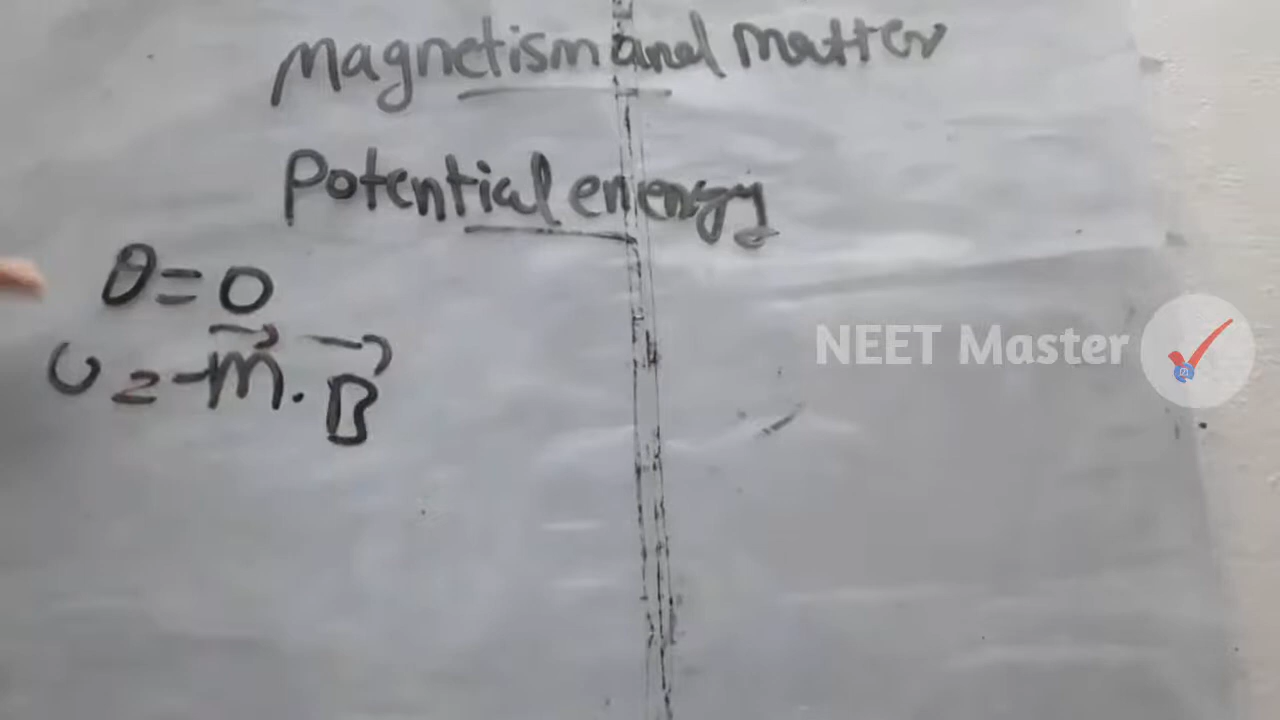 Magnetism and matter
Potential energy
θ = 0
NEET Master
U = -m⃗ . B⃗